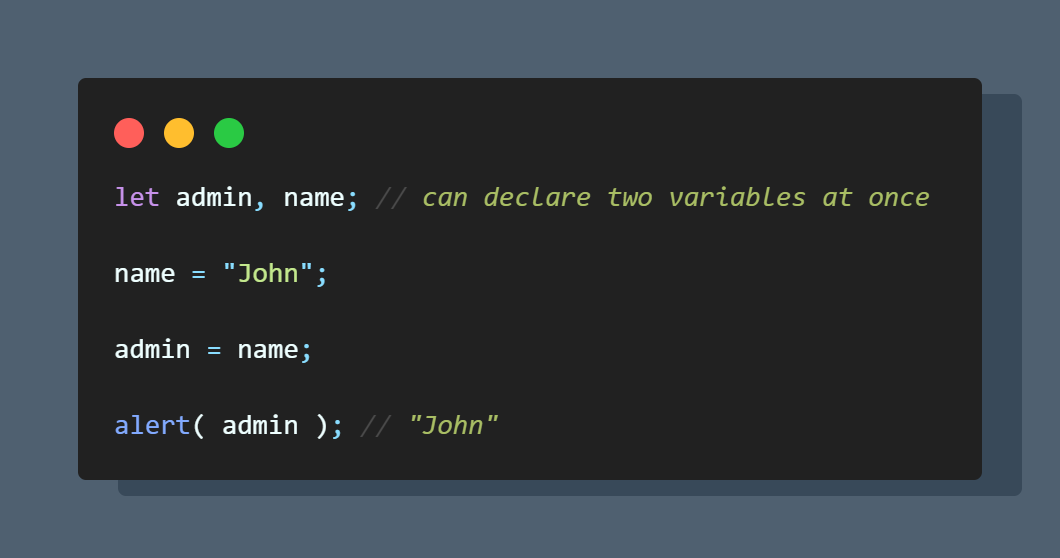 let admin, name; // can declare two variables at once
name = "John";
admin = name;
alert( admin ); // "John"